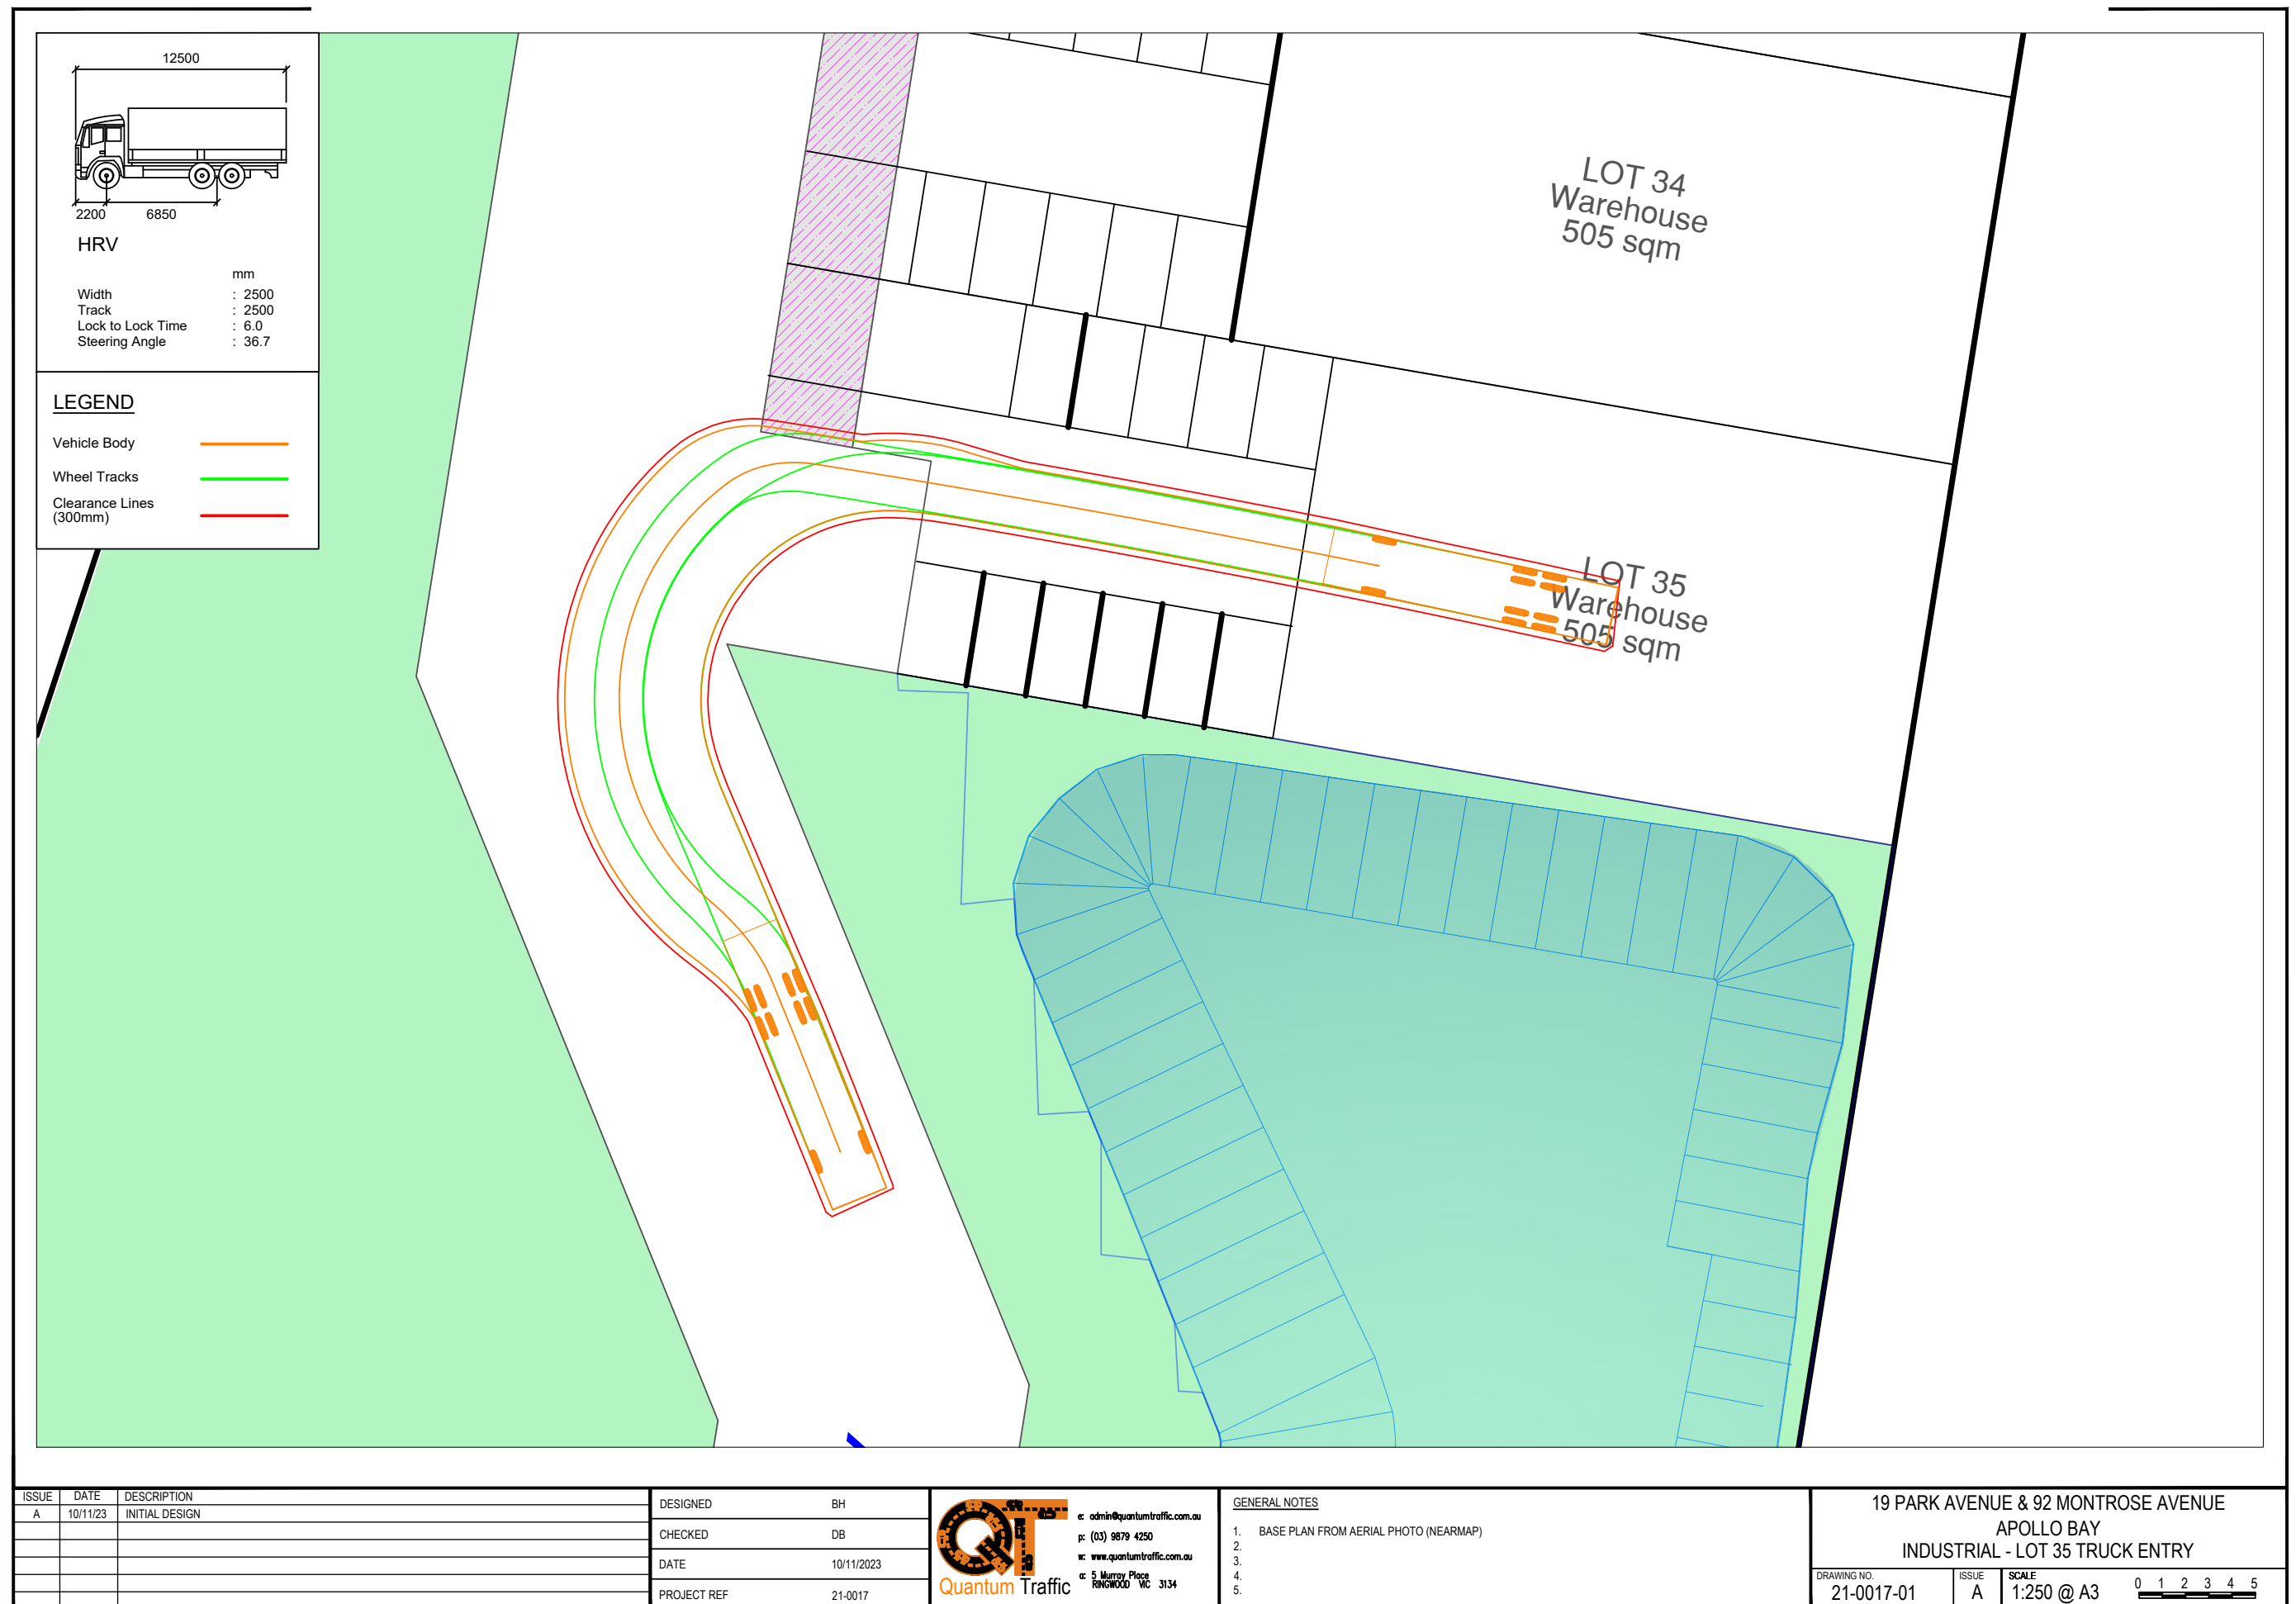 12500
2200 6850
HRV
mm
Width : 2500
Track : 2500
Lock to Lock Time : 6.0
Steering Angle : 36.7
LEGEND
Vehicle Body
Wheel Tracks
Clearance Lines
(300mm)
LOT 34
Warehouse
505 sqm
LOT 35
Warehouse
505 sqm
ISSUE DATE DESCRIPTION
A 10/11/23 INITIAL DESIGN
DESIGNED BH
CHECKED DB
DATE 10/11/2023
PROJECT REF 21-0017
QT
Quantum Traffic
e: admin@quantumtraffic.com.au
p: (03) 9879 4250
w: www.quantumtraffic.com.au
a: 5 Murray Place
RINGWOOD VIC 3134
GENERAL NOTES
1. BASE PLAN FROM AERIAL PHOTO (NEARMAP)
2.
3.
4.
5.
19 PARK AVENUE & 92 MONTROSE AVENUE
APOLLO BAY
INDUSTRIAL - LOT 35 TRUCK ENTRY
DRAWING NO. ISSUE SCALE
21-0017-01 A 1:250 @ A3 0 1 2 3 4 5